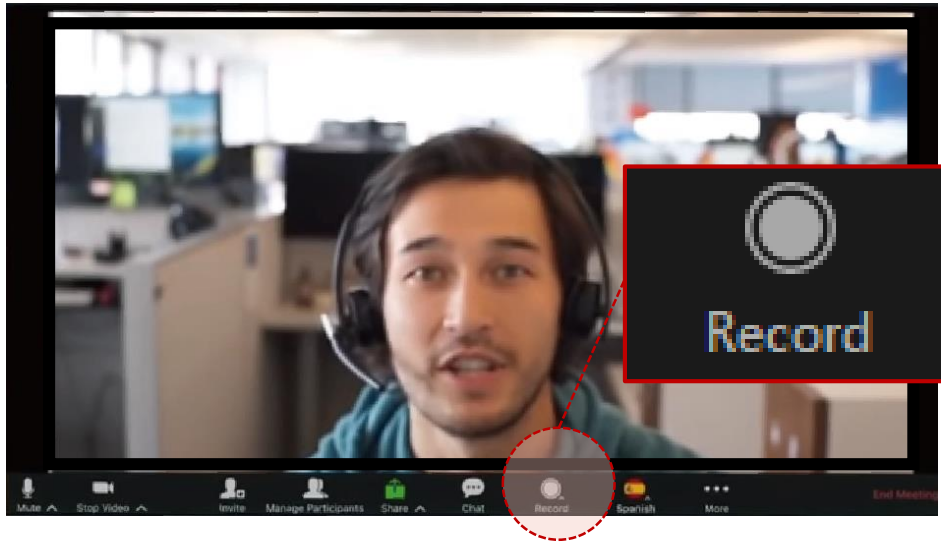 Record
Mute
Stop Video
Invite
Manage Participants
Share
Chat
Record
Spanish
More
End Meeting